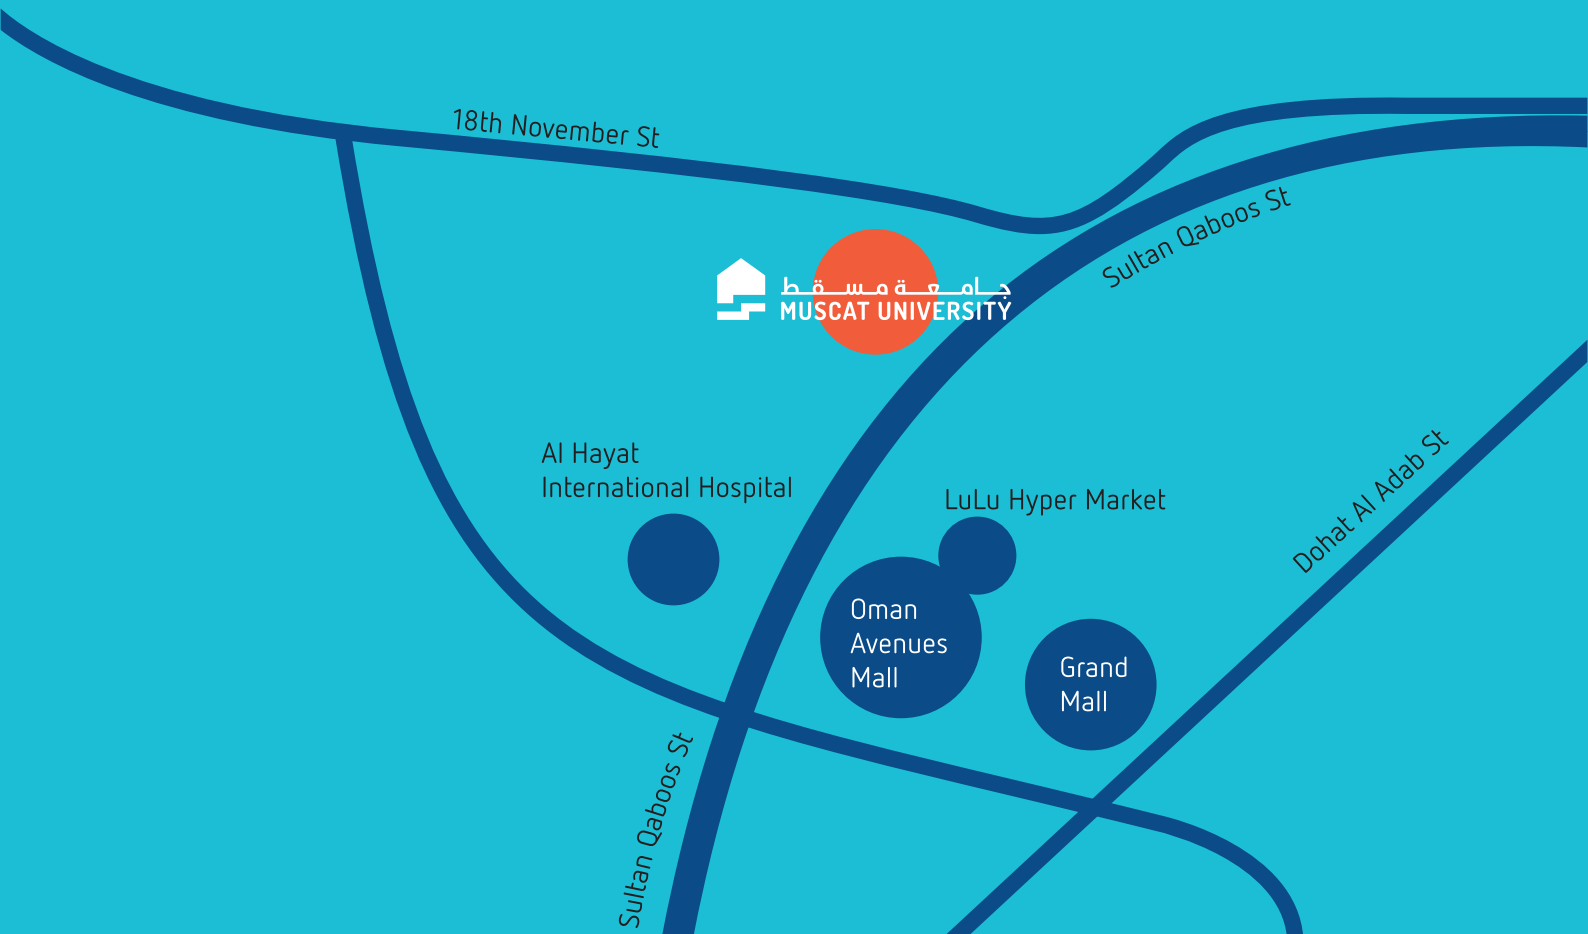 18th November St
Sultan Qaboos St
جامعة مسقط
MUSCAT UNIVERSITY
Al Hayat
International Hospital
LuLu Hyper Market
Dohat Al Adab St
Oman
Avenues
Mall
Grand
Mall
Sultan Qaboos St